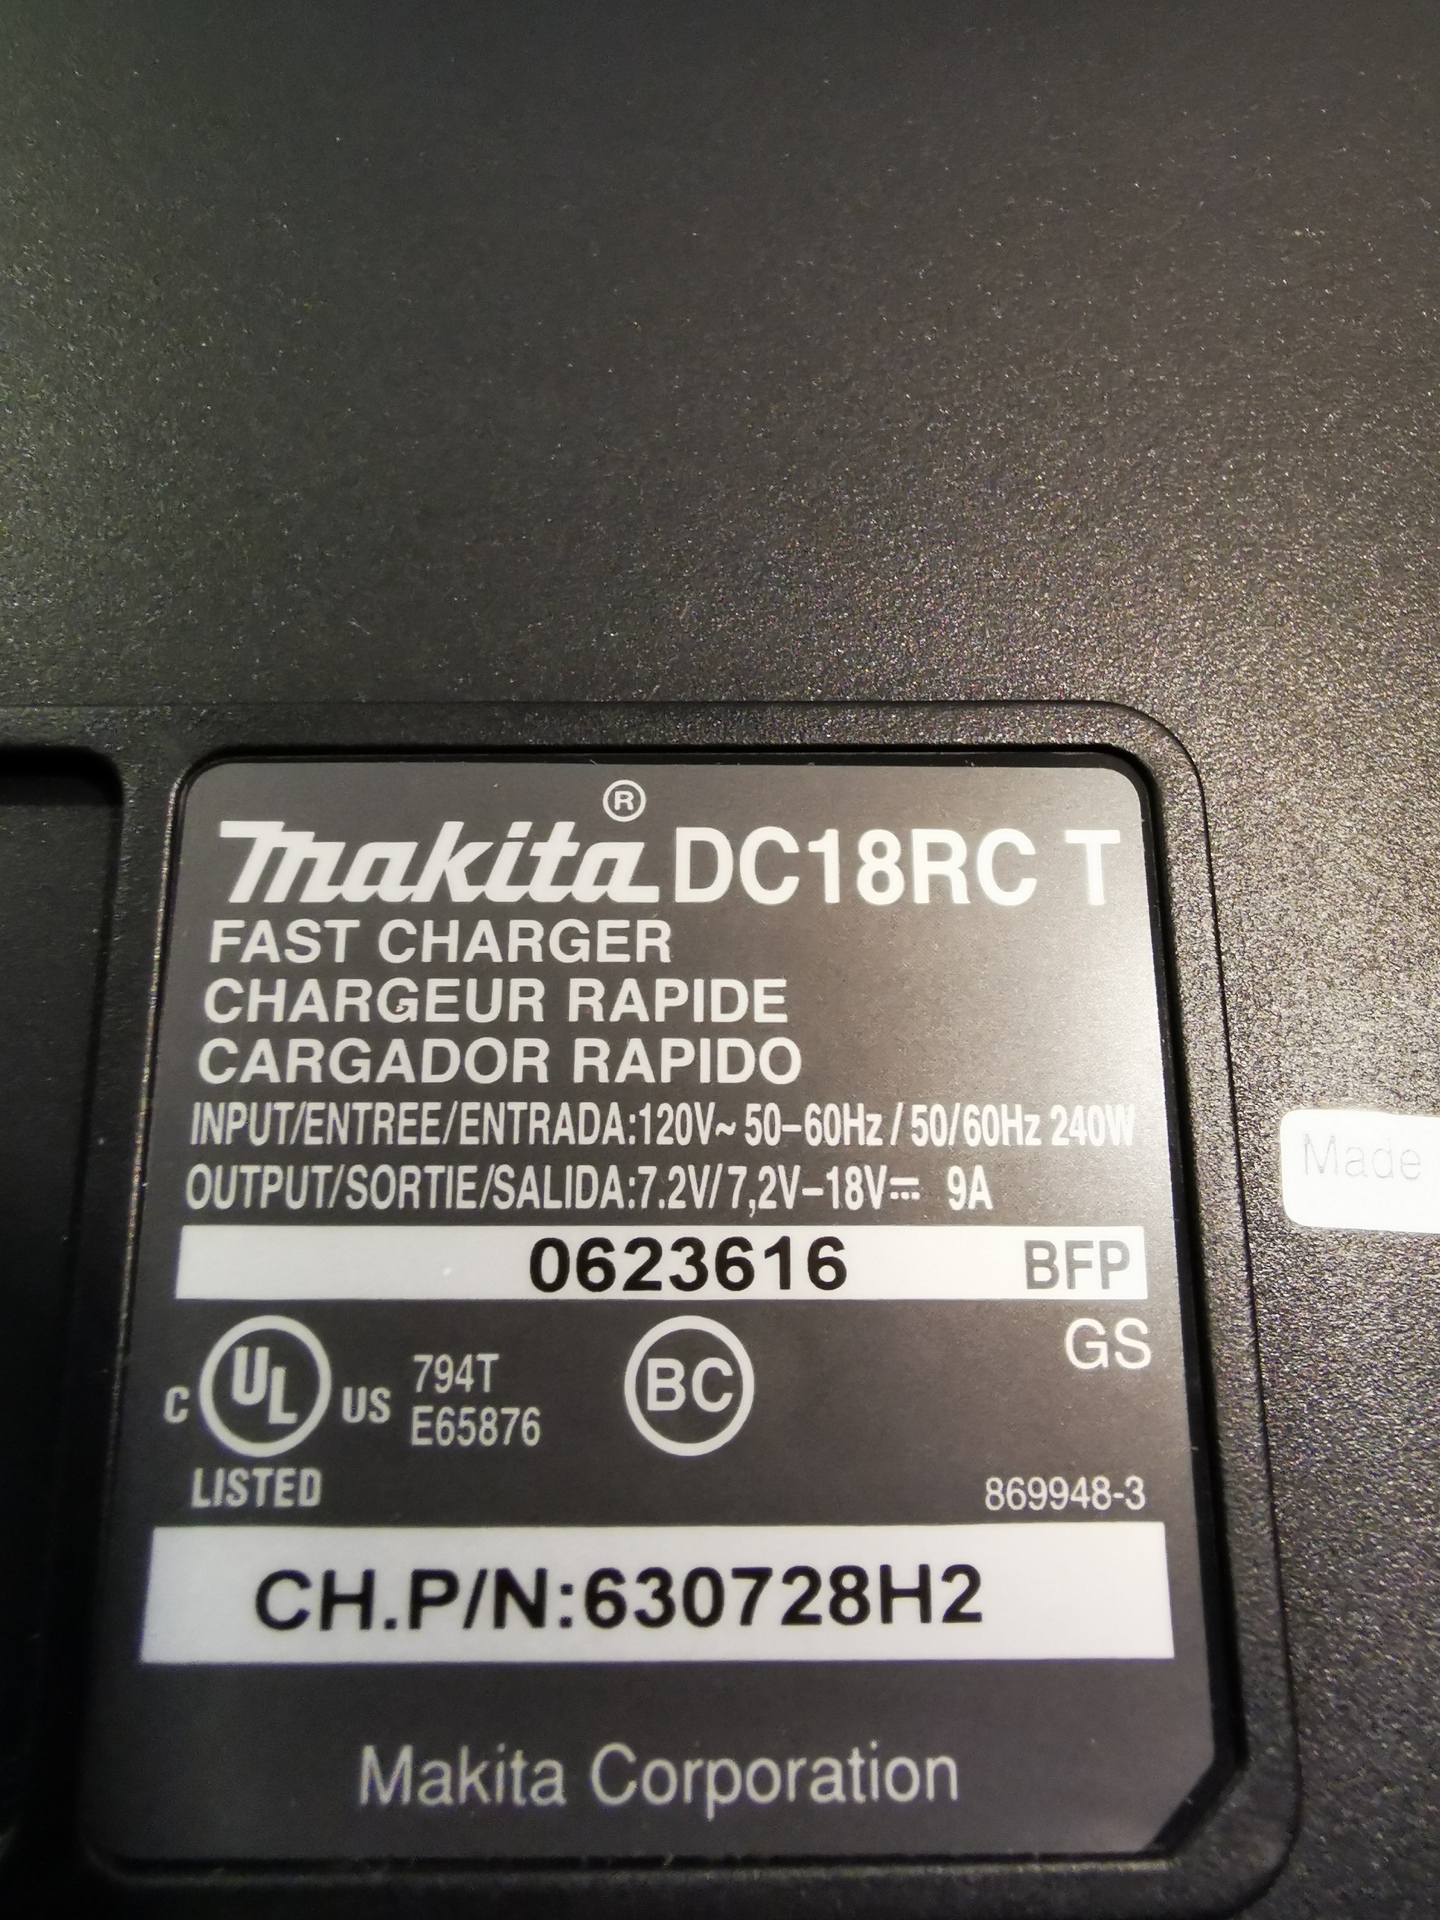 makita® DC18RC T
FAST CHARGER
CHARGEUR RAPIDE
CARGADOR RAPIDO
INPUT/ENTREE/ENTRADA:120V~ 50-60Hz / 50/60Hz 240W
OUTPUT/SORTIE/SALIDA:7.2V/7,2V-18V⎓ 9A
0623616 BFP
GS
C UL US 794T
E65876
LISTED
BC
869948-3
CH.P/N:630728H2
Makita Corporation
Made